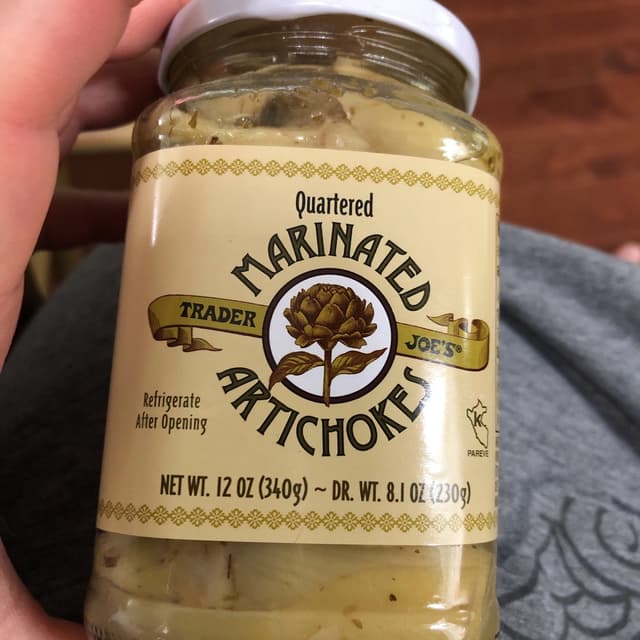 Quartered
MARINATED
TRADER JOE'S®
ARTICHOKES
Refrigerate
After Opening
K
PAREVE
NET WT. 12 OZ (340g) ~ DR. WT. 8.1 OZ (230g)